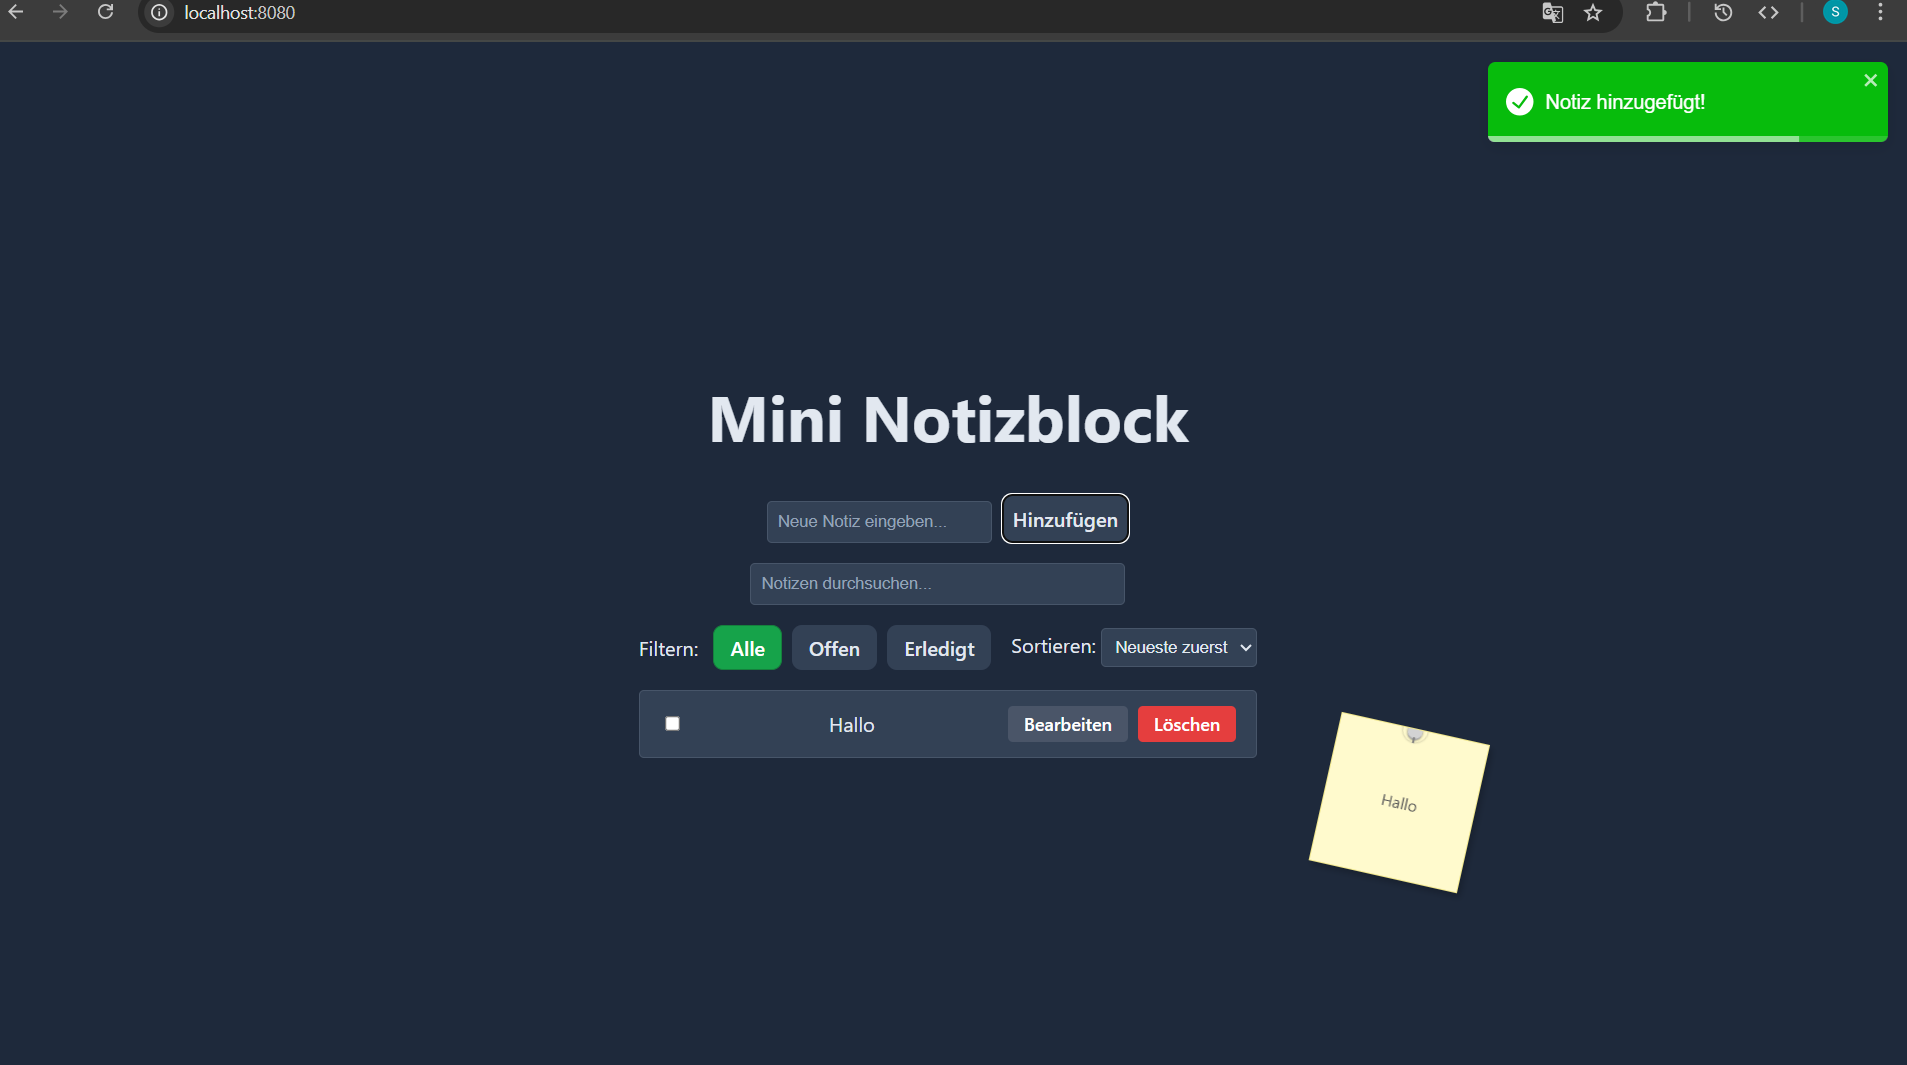 localhost:8080
S
Notiz hinzugefügt!
Mini Notizblock
Neue Notiz eingeben... Hinzufügen
Notizen durchsuchen...
Filtern: Alle Offen Erledigt Sortieren: Neueste zuerst
Hallo Bearbeiten Löschen
Hallo